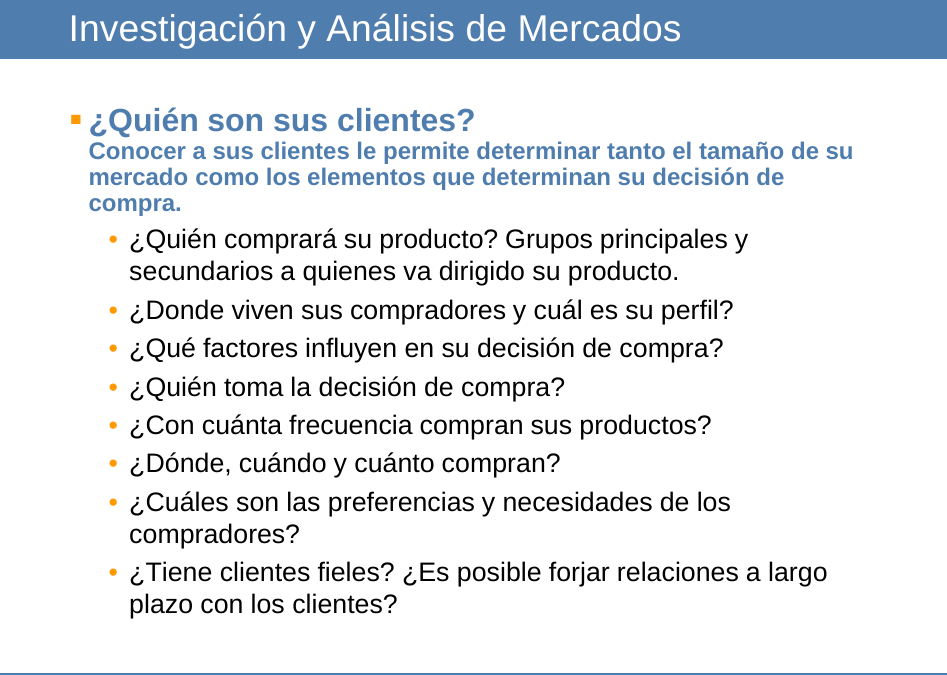 Investigación y Análisis de Mercados
▪ ¿Quién son sus clientes?
Conocer a sus clientes le permite determinar tanto el tamaño de su
mercado como los elementos que determinan su decisión de
compra.
• ¿Quién comprará su producto? Grupos principales y
secundarios a quienes va dirigido su producto.
• ¿Donde viven sus compradores y cuál es su perfil?
• ¿Qué factores influyen en su decisión de compra?
• ¿Quién toma la decisión de compra?
• ¿Con cuánta frecuencia compran sus productos?
• ¿Dónde, cuándo y cuánto compran?
• ¿Cuáles son las preferencias y necesidades de los
compradores?
• ¿Tiene clientes fieles? ¿Es posible forjar relaciones a largo
plazo con los clientes?